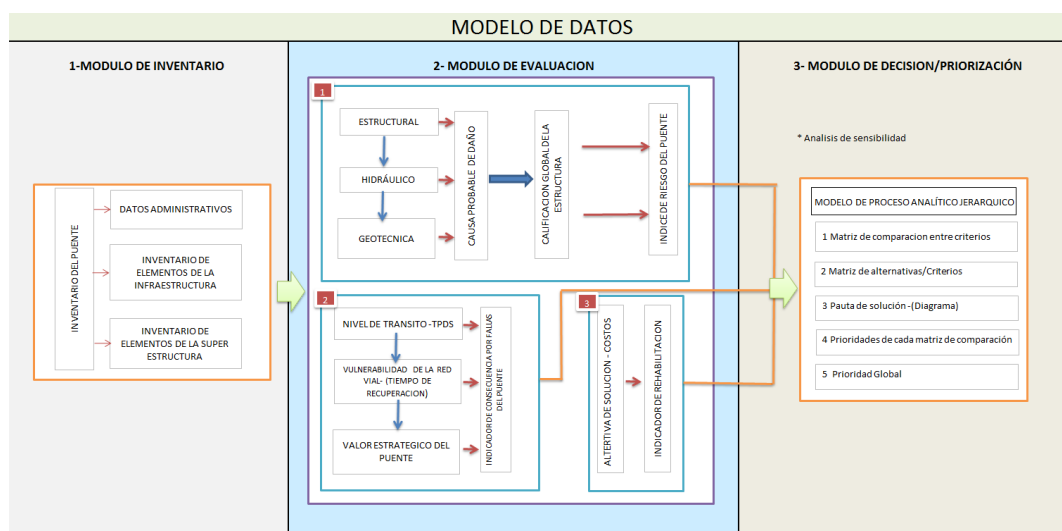 MODELO DE DATOS
1-MODULO DE INVENTARIO
INVENTARIO DEL PUENTE
DATOS ADMINISTRATIVOS
INVENTARIO DE
ELEMENTOS DE LA
INFRAESTRUCTURA
INVENTARIO DE
ELEMENTOS DE LA SUPER
ESTRUCTURA
2- MODULO DE EVALUACION
1
ESTRUCTURAL
HIDRÁULICO
GEOTECNICA
CAUSA PROBABLE DE DAÑO
CALIFICACION GLOBAL DE LA
ESTRUCTURA
INDICE DE RIESGO DEL PUENTE
2
NIVEL DE TRANSITO -TPDS
VULNERABILIDAD DE LA RED
VIAL- (TIEMPO DE
RECUPERACION)
VALOR ESTRATEGICO DEL
PUENTE
INDICADOR DE CONSECUENCIA POR FALLAS
DEL PUENTE
3
ALTERTIVA DE SOLUCION - COSTOS
INDICADOR DE REHABILITACION
3- MODULO DE DECISION/PRIORIZACIÓN
* Analisis de sensibilidad
MODELO DE PROCESO ANALÍTICO JERARQUICO
1 Matriz de comparacion entre criterios
2 Matriz de alternativas/Criterios
3 Pauta de solución -(Diagrama)
4 Prioridades de cada matriz de comparación
5 Prioridad Global